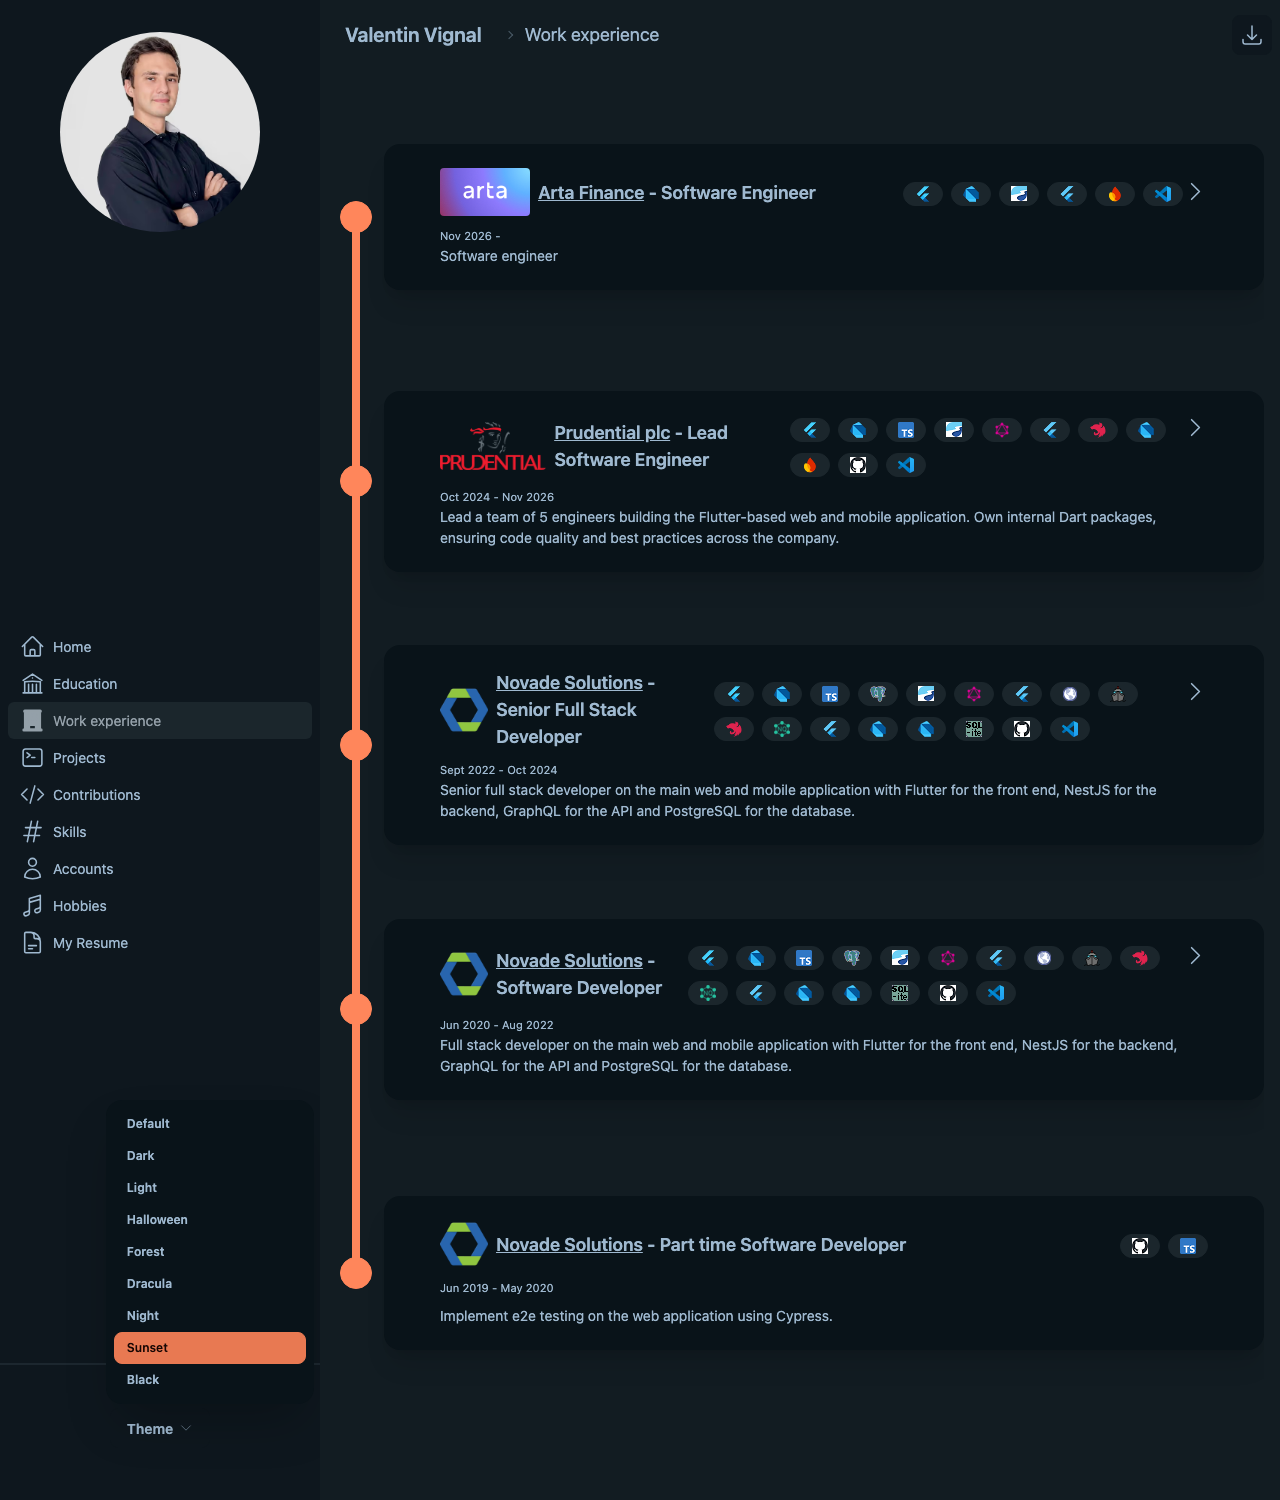 Valentin Vignal
Work experience
Home
Education
Work experience
Projects
Contributions
Skills
Accounts
Hobbies
My Resume
Default
Dark
Light
Halloween
Forest
Dracula
Night
Sunset
Black
Theme
arta
Arta Finance - Software Engineer
Nov 2026 -
Software engineer
PRUDENTIAL
Prudential plc - Lead
Software Engineer
TS
Oct 2024 - Nov 2026
Lead a team of 5 engineers building the Flutter-based web and mobile application. Own internal Dart packages,
ensuring code quality and best practices across the company.
Novade Solutions -
Senior Full Stack
Developer
TS
SQL
-ite
Sept 2022 - Oct 2024
Senior full stack developer on the main web and mobile application with Flutter for the front end, NestJS for the
backend, GraphQL for the API and PostgreSQL for the database.
Novade Solutions -
Software Developer
TS
SQL
-ite
Jun 2020 - Aug 2022
Full stack developer on the main web and mobile application with Flutter for the front end, NestJS for the backend,
GraphQL for the API and PostgreSQL for the database.
Novade Solutions - Part time Software Developer
TS
Jun 2019 - May 2020
Implement e2e testing on the web application using Cypress.